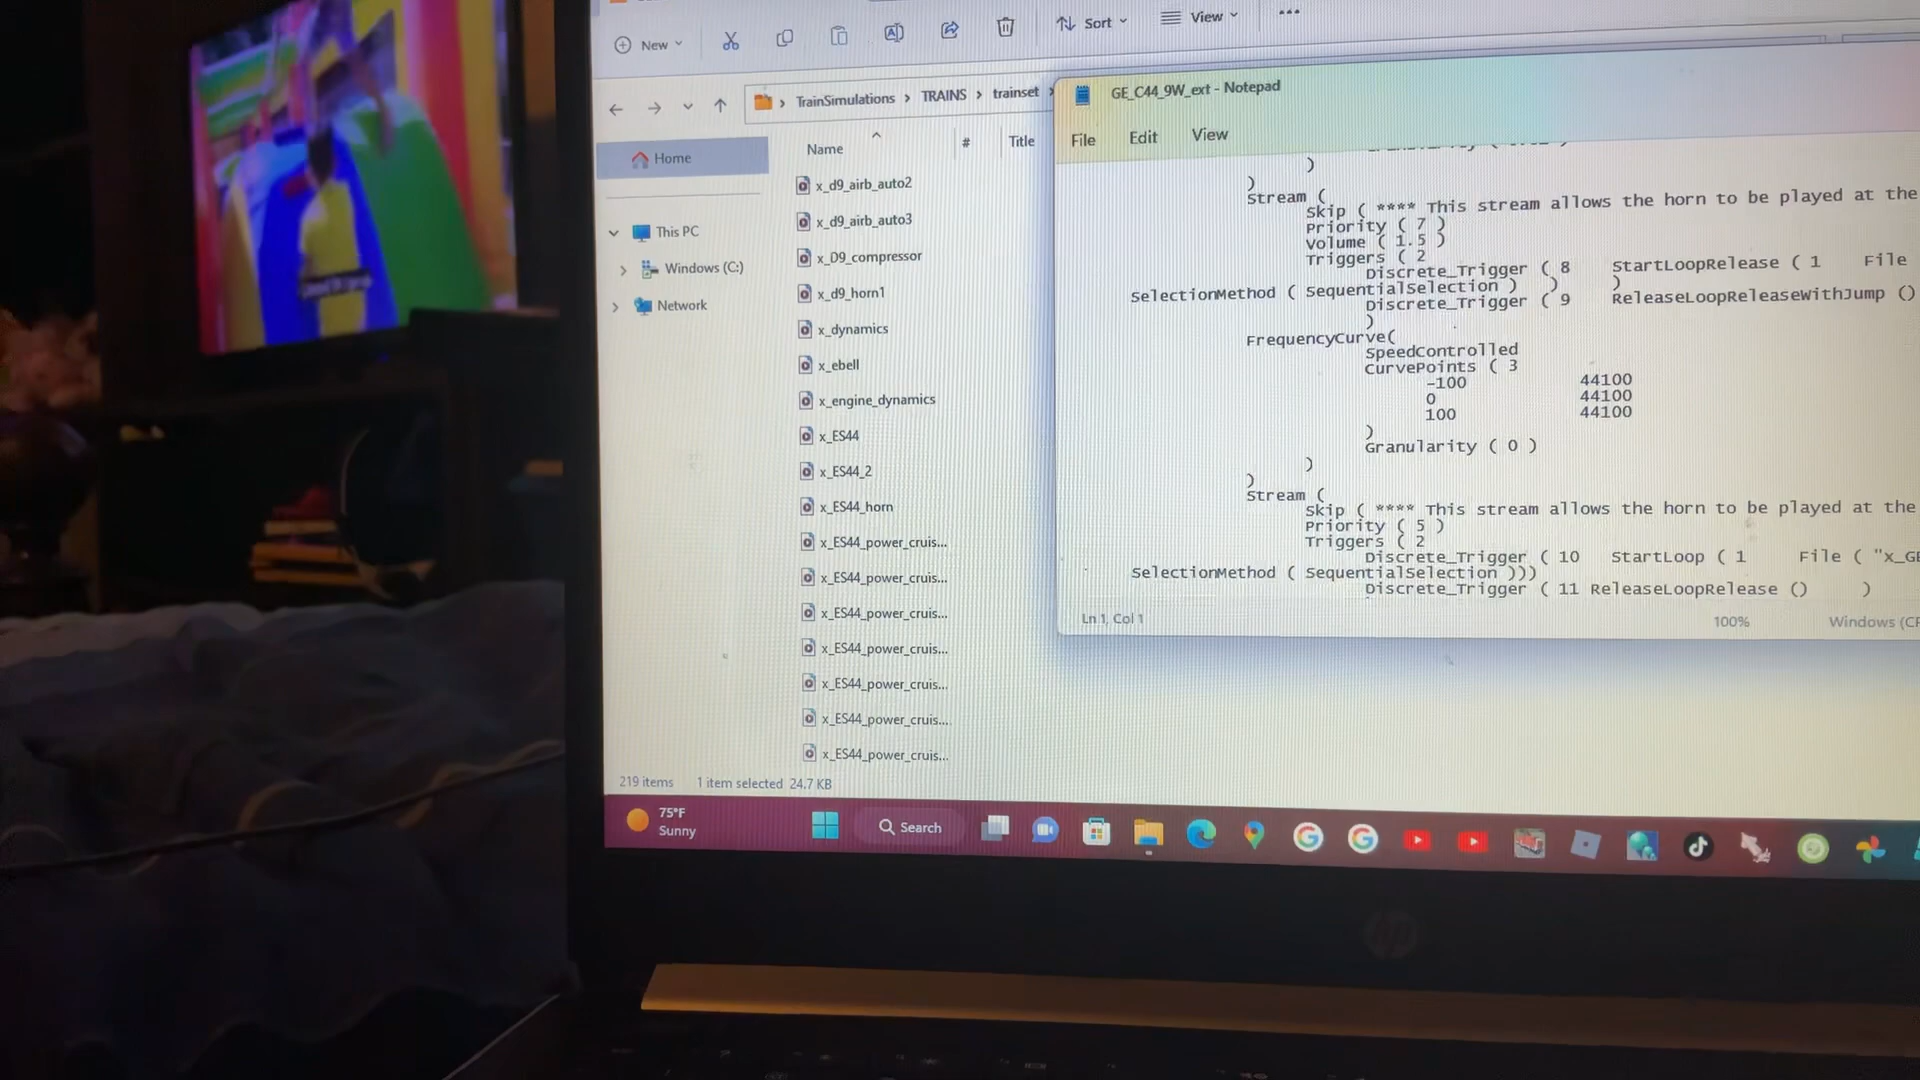 New
Sort
View
TrainSimulations > TRAINS > trainset >
Home
This PC
Windows (C:)
Network
Name
#
Title
x_d9_airb_auto2
x_d9_airb_auto3
x_D9_compressor
x_d9_horn1
x_dynamics
x_ebell
x_engine_dynamics
x_ES44
x_ES44_2
x_ES44_horn
x_ES44_power_cruis...
x_ES44_power_cruis...
x_ES44_power_cruis...
x_ES44_power_cruis...
x_ES44_power_cruis...
x_ES44_power_cruis...
x_ES44_power_cruis...
219 items 1 item selected 24.7 KB
GE_C44_9W_ext - Notepad
File Edit View
)
)
Stream (
Skip ( **** This stream allows the horn to be played at the
Priority ( 7 )
Volume ( 1.5 )
Triggers ( 2
Discrete_Trigger ( 8 StartLoopRelease ( 1 File
SelectionMethod ( SequentialSelection ) ) )
Discrete_Trigger ( 9 ReleaseLoopReleaseWithJump ()
)
FrequencyCurve(
SpeedControlled
CurvePoints ( 3
-100 44100
0 44100
100 44100
)
Granularity ( 0 )
)
)
Stream (
Skip ( **** This stream allows the horn to be played at the
Priority ( 5 )
Triggers ( 2
Discrete_Trigger ( 10 StartLoop ( 1 File ( "x_GE
SelectionMethod ( SequentialSelection )))
Discrete_Trigger ( 11 ReleaseLoopRelease () )
Ln 1, Col 1
100%
Windows (CR
75°F
Sunny
Search
hp